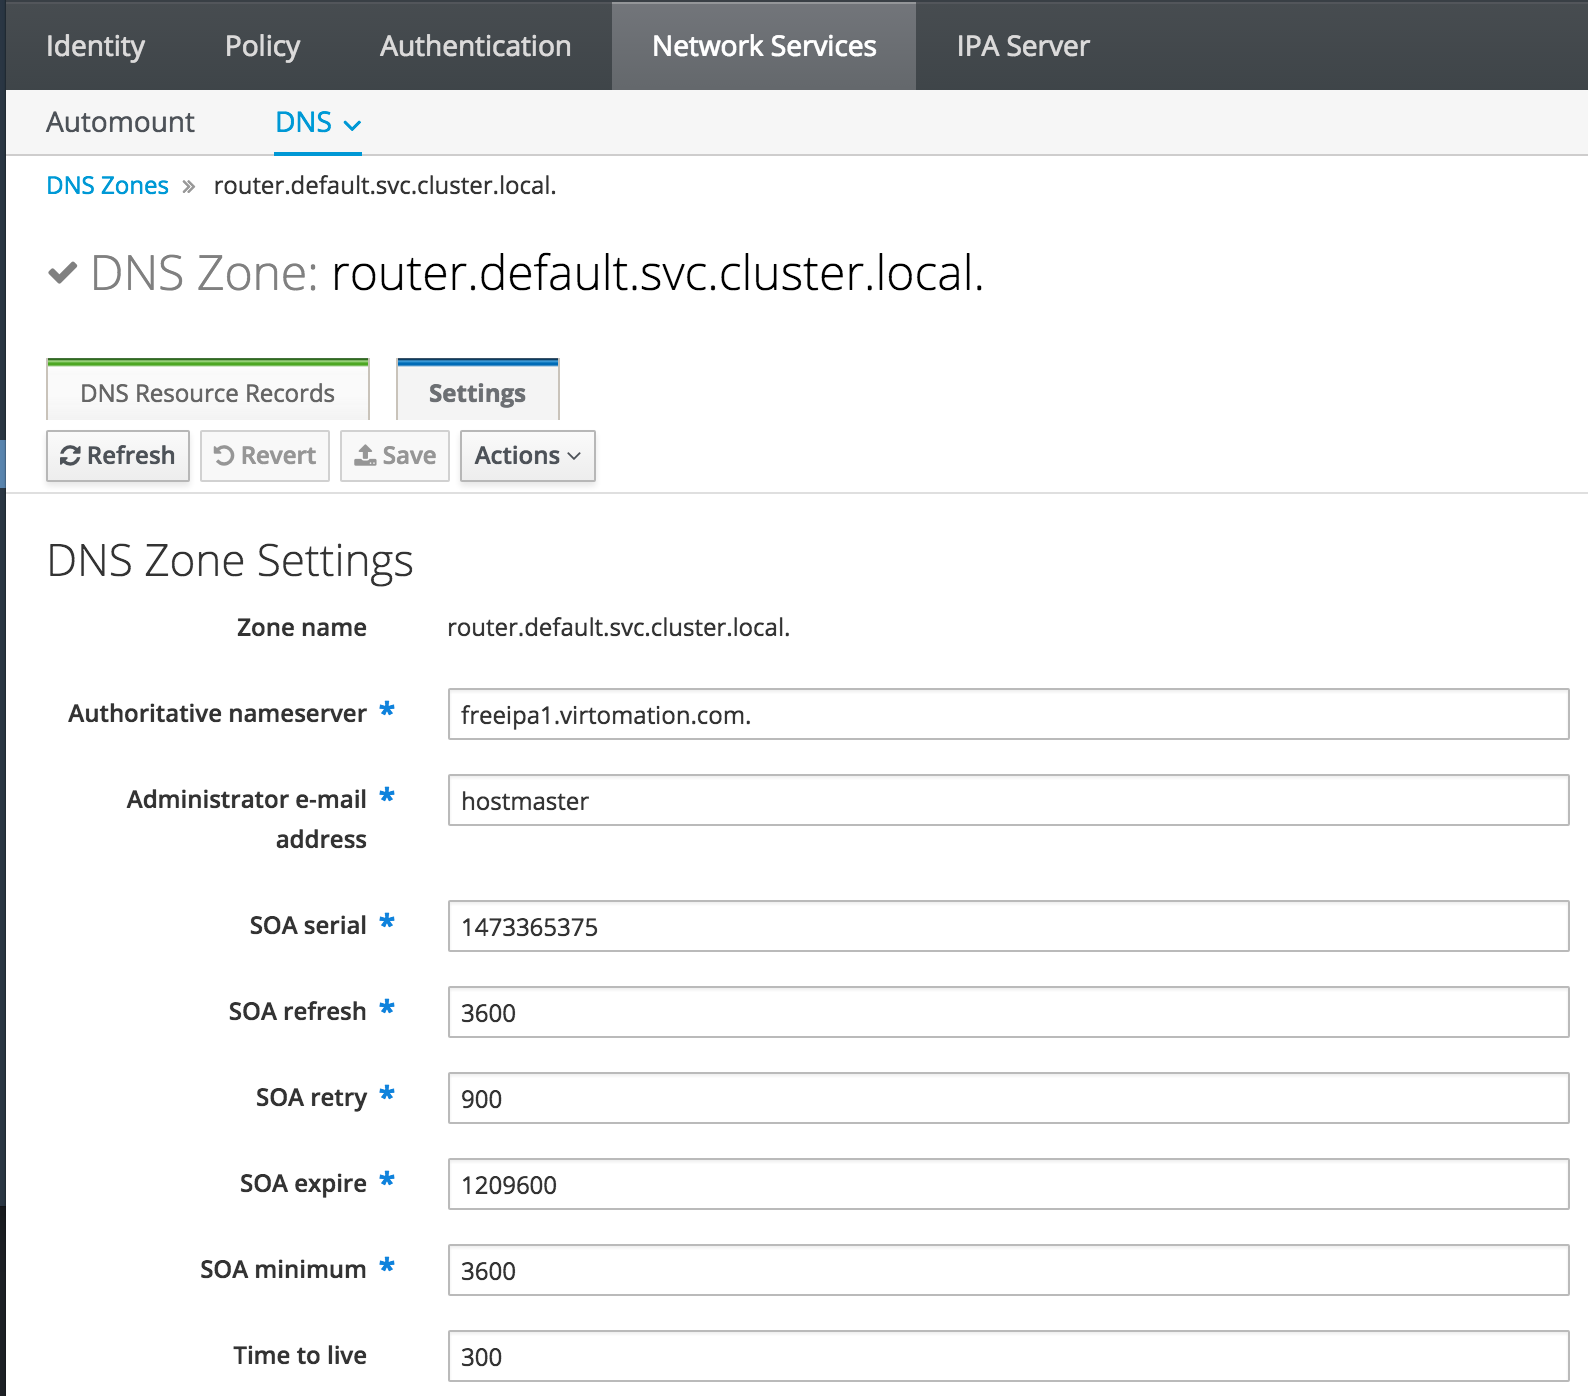 Identity Policy Authentication Network Services IPA Server
Automount DNS
DNS Zones » router.default.svc.cluster.local.
DNS Zone: router.default.svc.cluster.local.
DNS Resource Records Settings
Refresh Revert Save Actions
DNS Zone Settings
Zone name router.default.svc.cluster.local.
Authoritative nameserver * freeipa1.virtomation.com.
Administrator e-mail * hostmaster
address
SOA serial * 1473365375
SOA refresh * 3600
SOA retry * 900
SOA expire * 1209600
SOA minimum * 3600
Time to live 300